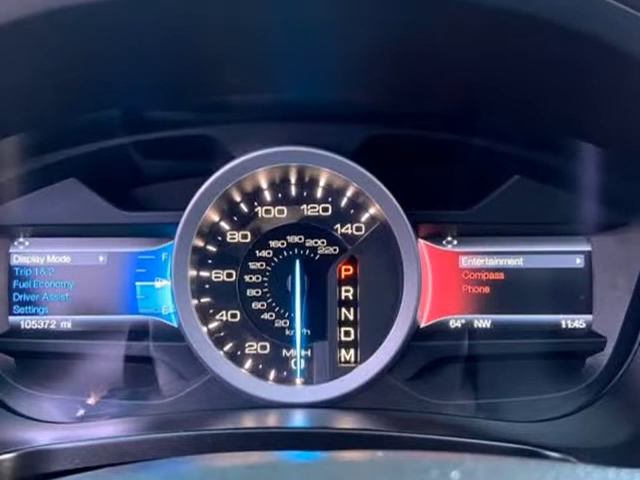 Display Mode
Trip 1 & 2
Fuel Economy
Driver Assist
Settings
105372 mi
F
E
20
40
60
80
100
120
140
20
40
60
80
100
120
140
160
180
200
220
km/h
MPH
0
P
R
N
D
M
Entertainment
Compass
Phone
64° NW 11:45